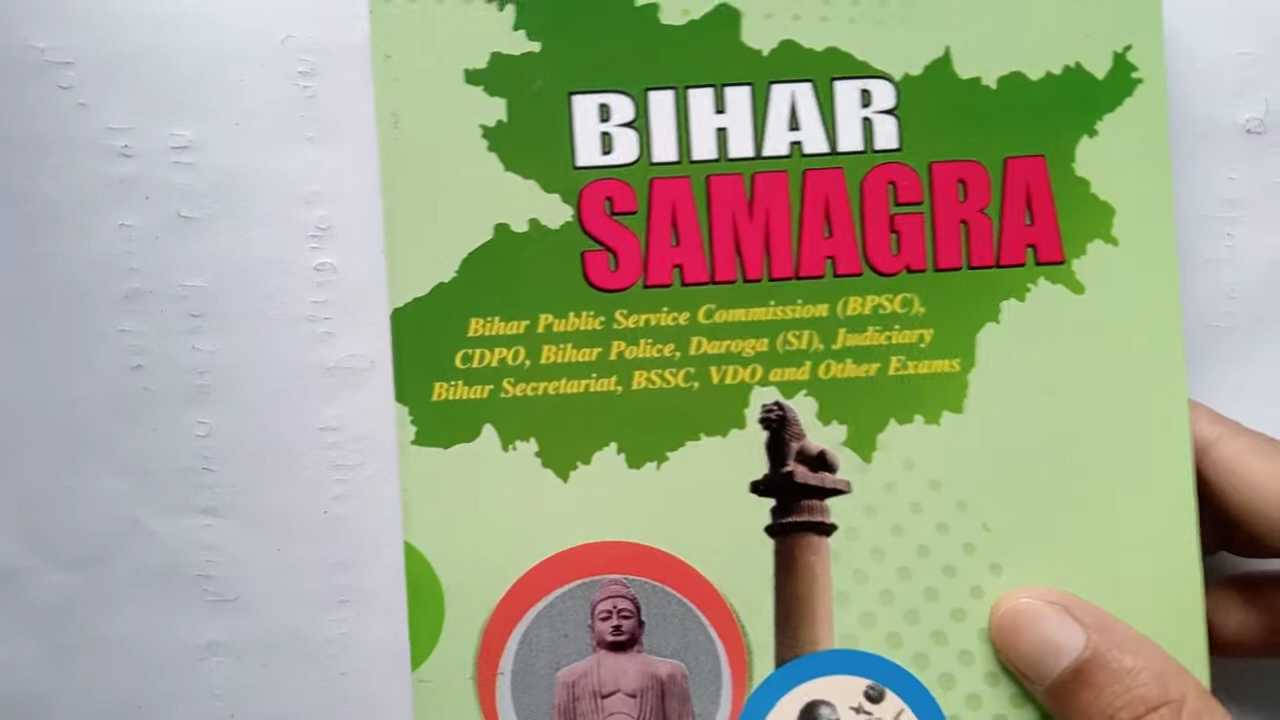 BIHAR
SAMAGRA
Bihar Public Service Commission (BPSC),
CDPO, Bihar Police, Daroga (SI), Judiciary
Bihar Secretariat, BSSC, VDO and Other Exams